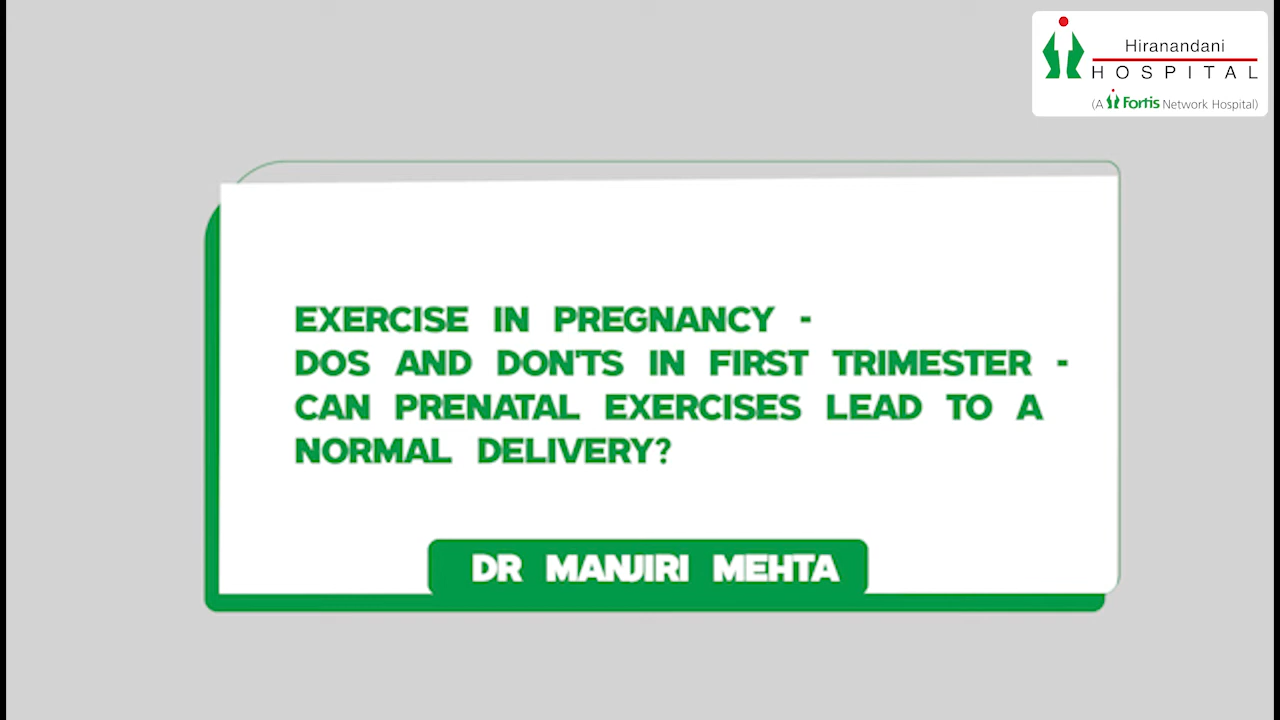 Hiranandani
HOSPITAL
(A Fortis Network Hospital)
EXERCISE IN PREGNANCY -
DOS AND DON'TS IN FIRST TRIMESTER -
CAN PRENATAL EXERCISES LEAD TO A
NORMAL DELIVERY?
DR MANJIRI MEHTA